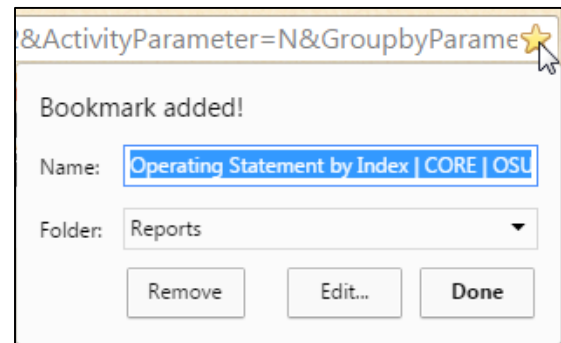 &ActivityParameter=N&GroupbyParame
Bookmark added!
Name: Operating Statement by Index | CORE | OSU
Folder: Reports
Remove Edit... Done